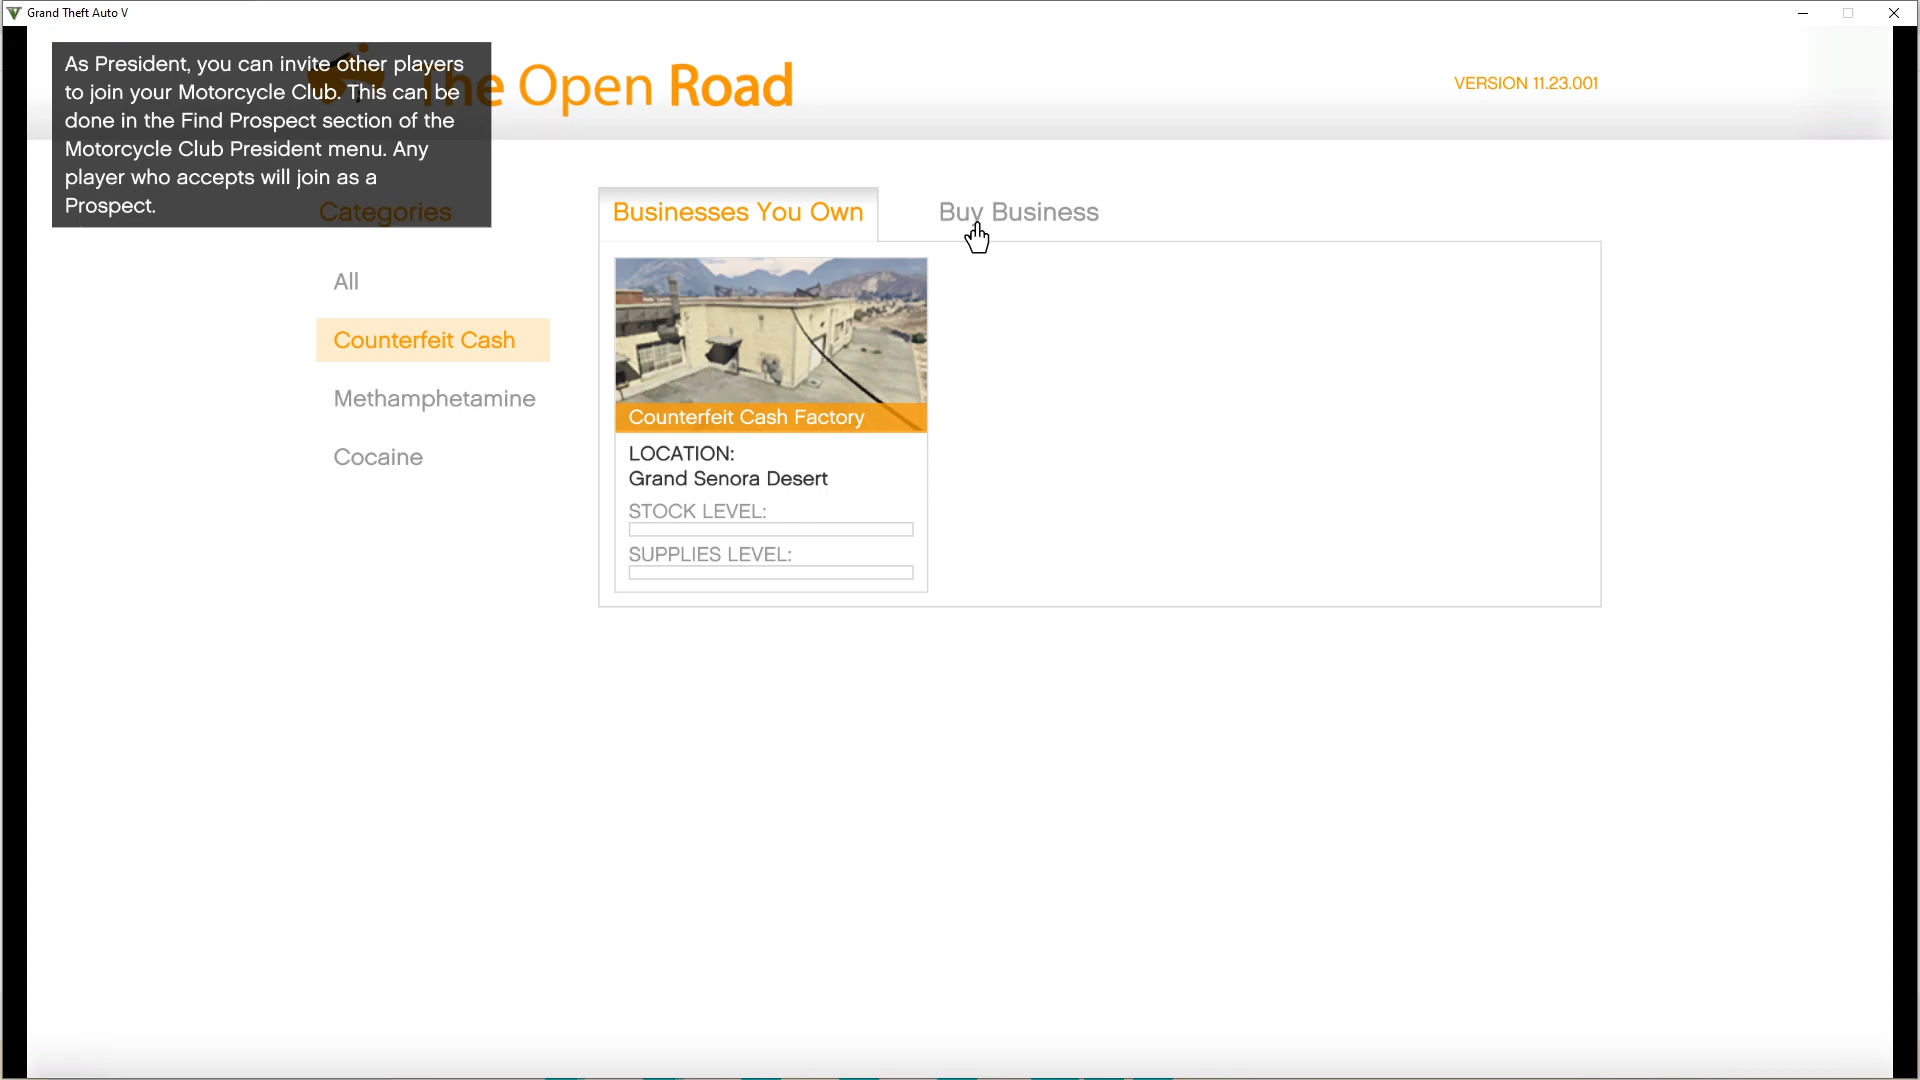 Grand Theft Auto V
As President, you can invite other players
to join your Motorcycle Club. This can be
done in the Find Prospect section of the
Motorcycle Club President menu. Any
player who accepts will join as a
Prospect.
The Open Road
VERSION 11.23.001
Categories
All
Counterfeit Cash
Methamphetamine
Cocaine
Businesses You Own
Buy Business
Counterfeit Cash Factory
LOCATION:
Grand Senora Desert
STOCK LEVEL:
SUPPLIES LEVEL: